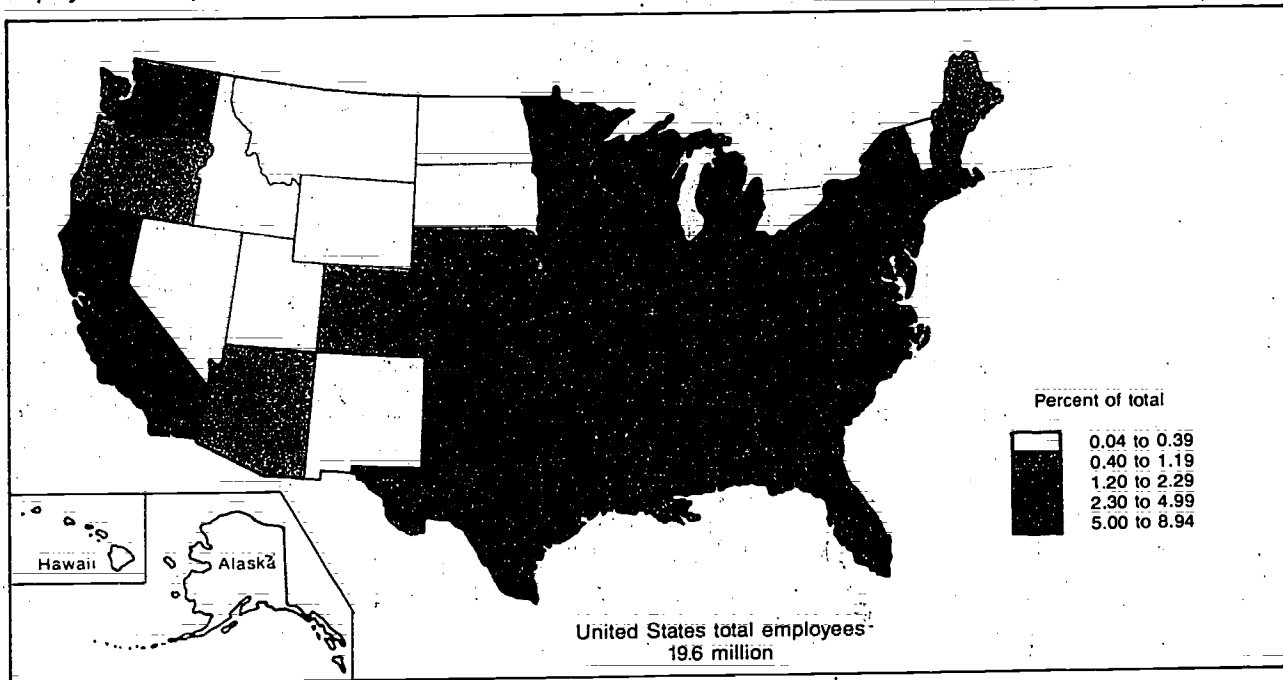 Percent of total
0.04 to 0.39
0.40 to 1.19
1.20 to 2.29
2.30 to 4.99
5.00 to 8.94
Hawaii
Alaska
United States total employees
19.6 million